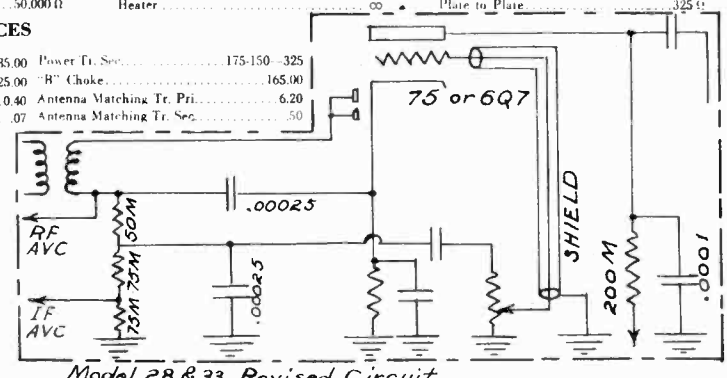 50,000 Ω Heater ∞ Plate to Plate 325 Ω
CES
35.00 Power Tr. Sec. 175-150--325
25.00 "B" Choke 165.00
0.40 Antenna Matching Tr. Pri. 6.20
.07 Antenna Matching Tr. Sec. .50
75 or 6Q7
SHIELD
.00025
50M
RF
AVC
75M
.00025
75M
IF
AVC
200M
.0001
Model 28 & 33 Revised Circuit